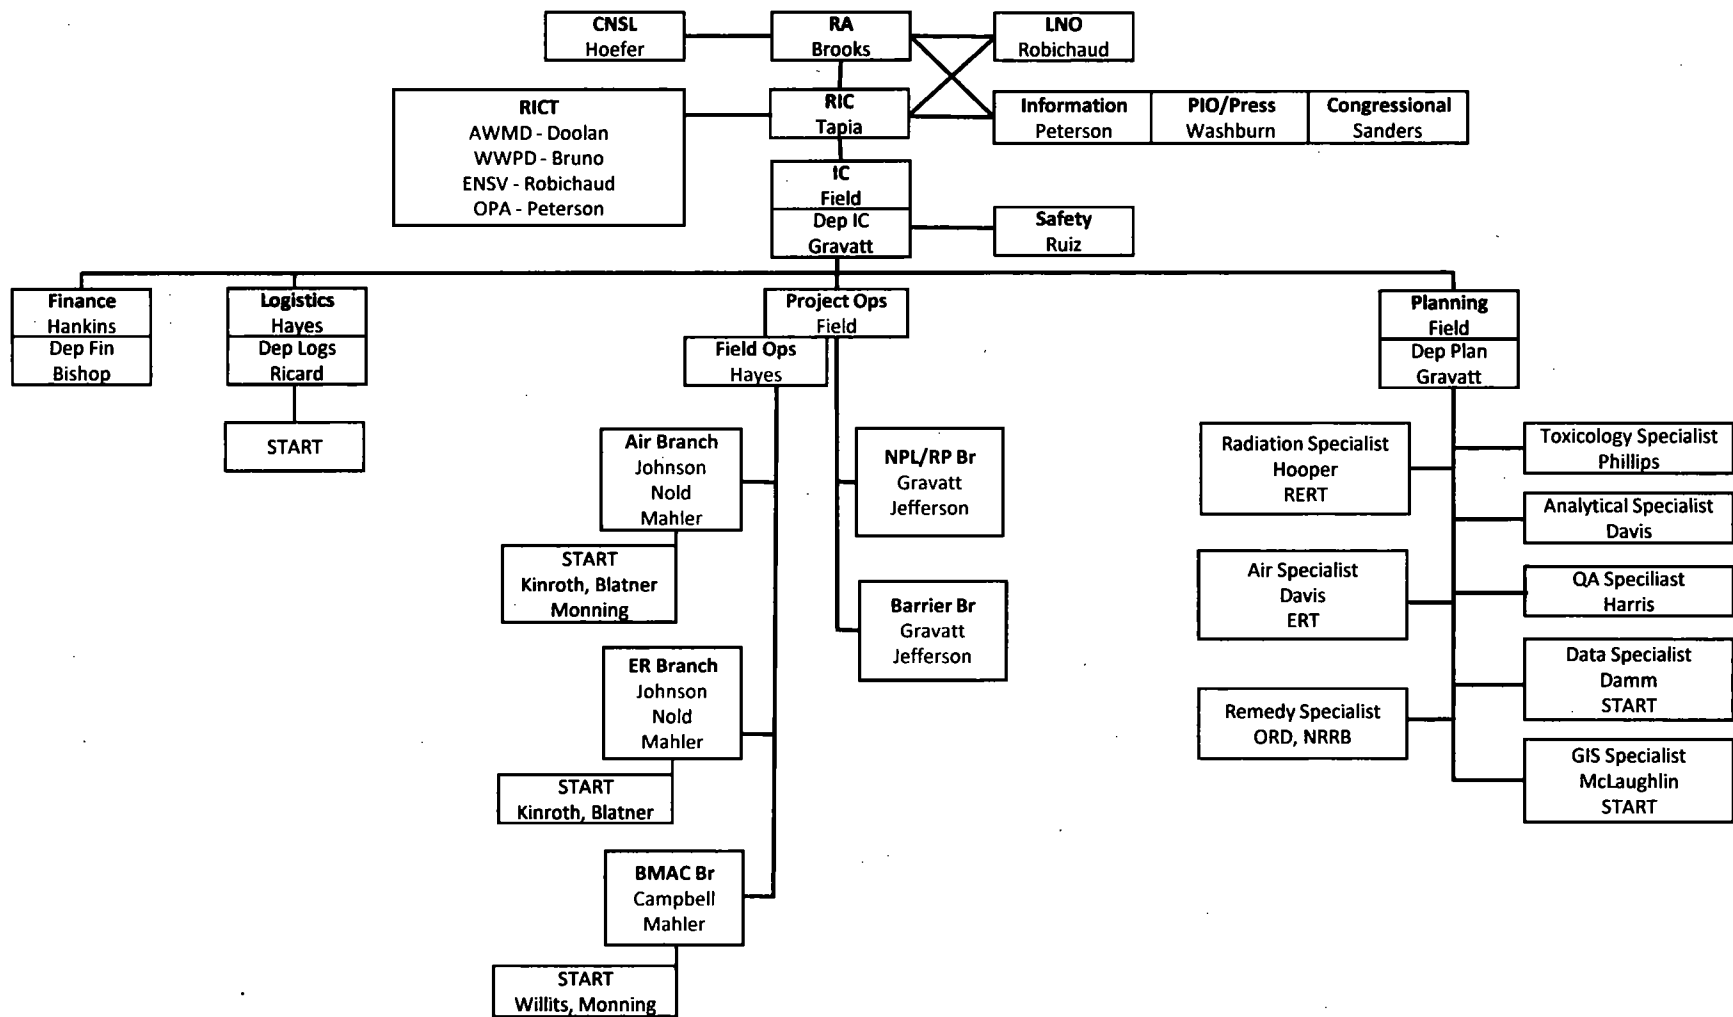 CNSL
Hoefer
RA
Brooks
LNO
Robichaud
RICT
AWMD - Doolan
WWPD - Bruno
ENSV - Robichaud
OPA - Peterson
RIC
Tapia
Information
Peterson
PIO/Press
Washburn
Congressional
Sanders
IC
Field
Dep IC
Gravatt
Safety
Ruiz
Finance
Hankins
Dep Fin
Bishop
Logistics
Hayes
Dep Logs
Ricard
START
Project Ops
Field
Field Ops
Hayes
Planning
Field
Dep Plan
Gravatt
Air Branch
Johnson
Nold
Mahler
START
Kinroth, Blatner
Monning
ER Branch
Johnson
Nold
Mahler
START
Kinroth, Blatner
BMAC Br
Campbell
Mahler
START
Willits, Monning
NPL/RP Br
Gravatt
Jefferson
Barrier Br
Gravatt
Jefferson
Radiation Specialist
Hooper
RERT
Air Specialist
Davis
ERT
Remedy Specialist
ORD, NRRB
Toxicology Specialist
Phillips
Analytical Specialist
Davis
QA Speciliast
Harris
Data Specialist
Damm
START
GIS Specialist
McLaughlin
START